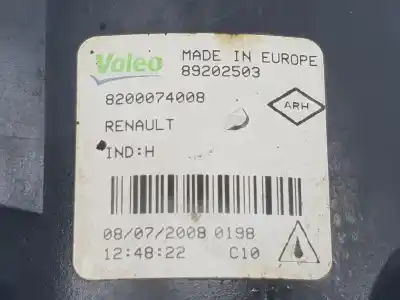 Valeo
MADE IN EUROPE
89202503
8200074008
ARH
RENAULT
IND:H
08/07/2008 0198
12:48:22 C10